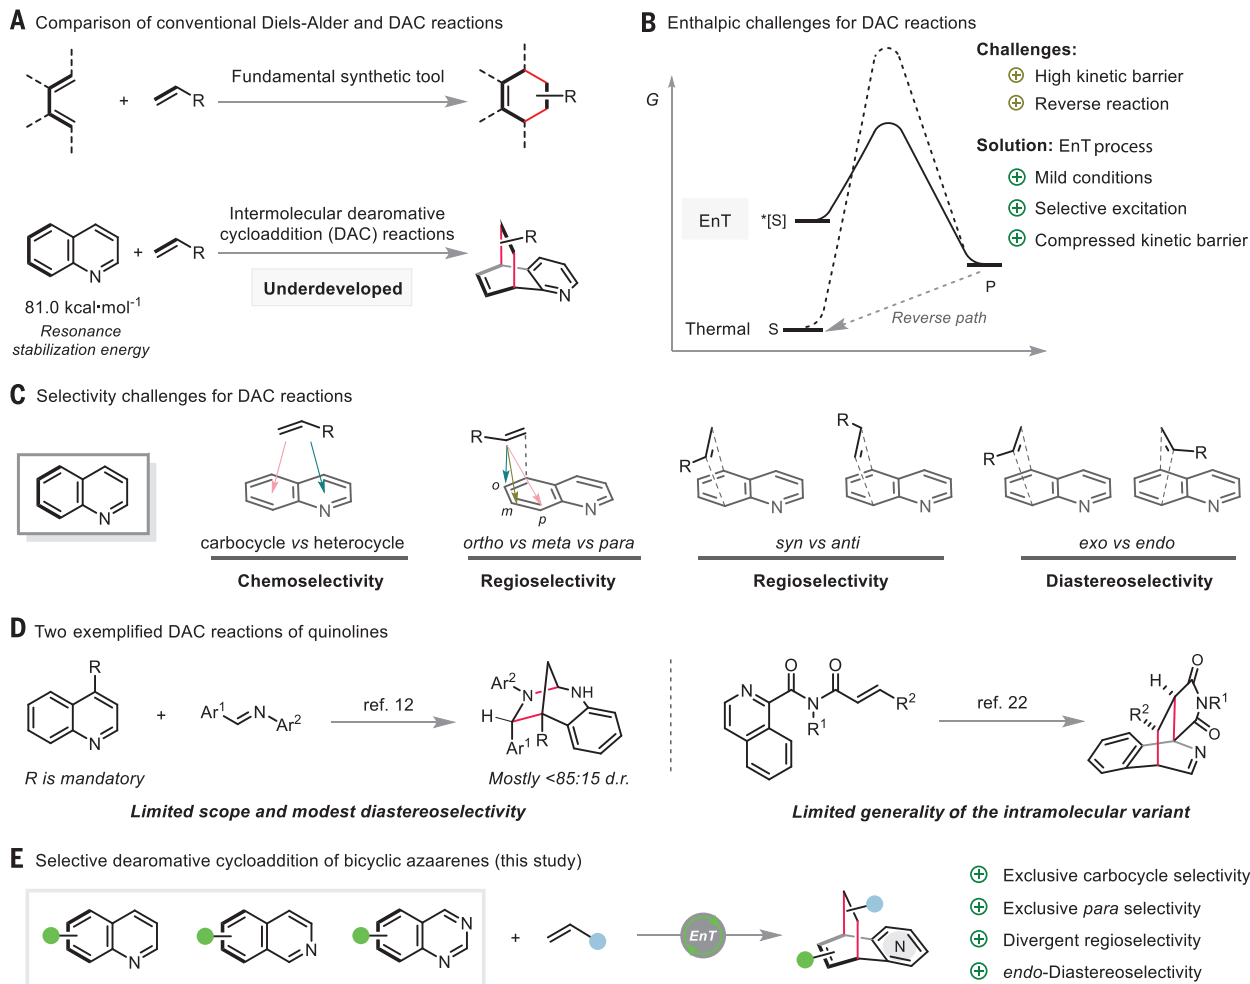 A Comparison of conventional Diels-Alder and DAC reactions
+
R
Fundamental synthetic tool
R
N
+
R
Intermolecular dearomative
cycloaddition (DAC) reactions
Underdeveloped
R
N
81.0 kcal•mol-1
Resonance
stabilization energy
B Enthalpic challenges for DAC reactions
G
EnT
*[S]
Thermal
S
P
Reverse path
Challenges:
High kinetic barrier
Reverse reaction
Solution: EnT process
Mild conditions
Selective excitation
Compressed kinetic barrier
C Selectivity challenges for DAC reactions
N
R
N
carbocycle vs heterocycle
Chemoselectivity
R
o
m
p
N
ortho vs meta vs para
Regioselectivity
R
N
R
N
syn vs anti
Regioselectivity
R
N
R
N
exo vs endo
Diastereoselectivity
D Two exemplified DAC reactions of quinolines
R
N
R is mandatory
+
Ar1
N
Ar2
ref. 12
Ar2
N
NH
H
Ar1
R
Mostly <85:15 d.r.
Limited scope and modest diastereoselectivity
N
O
O
N
R1
R2
ref. 22
H
O
NR1
O
R2
N
Limited generality of the intramolecular variant
E Selective dearomative cycloaddition of bicyclic azaarenes (this study)
N
N
N
N
+
EnT
N
Exclusive carbocycle selectivity
Exclusive para selectivity
Divergent regioselectivity
endo-Diastereoselectivity